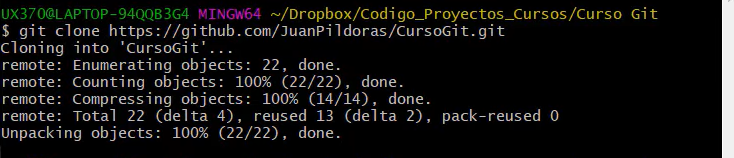 UX370@LAPTOP-94QQB3G4 MINGW64 ~/Dropbox/Codigo_Proyectos_Cursos/Curso Git
$ git clone https://github.com/JuanPildoras/CursoGit.git
Cloning into 'CursoGit'...
remote: Enumerating objects: 22, done.
remote: Counting objects: 100% (22/22), done.
remote: Compressing objects: 100% (14/14), done.
remote: Total 22 (delta 4), reused 13 (delta 2), pack-reused 0
Unpacking objects: 100% (22/22), done.